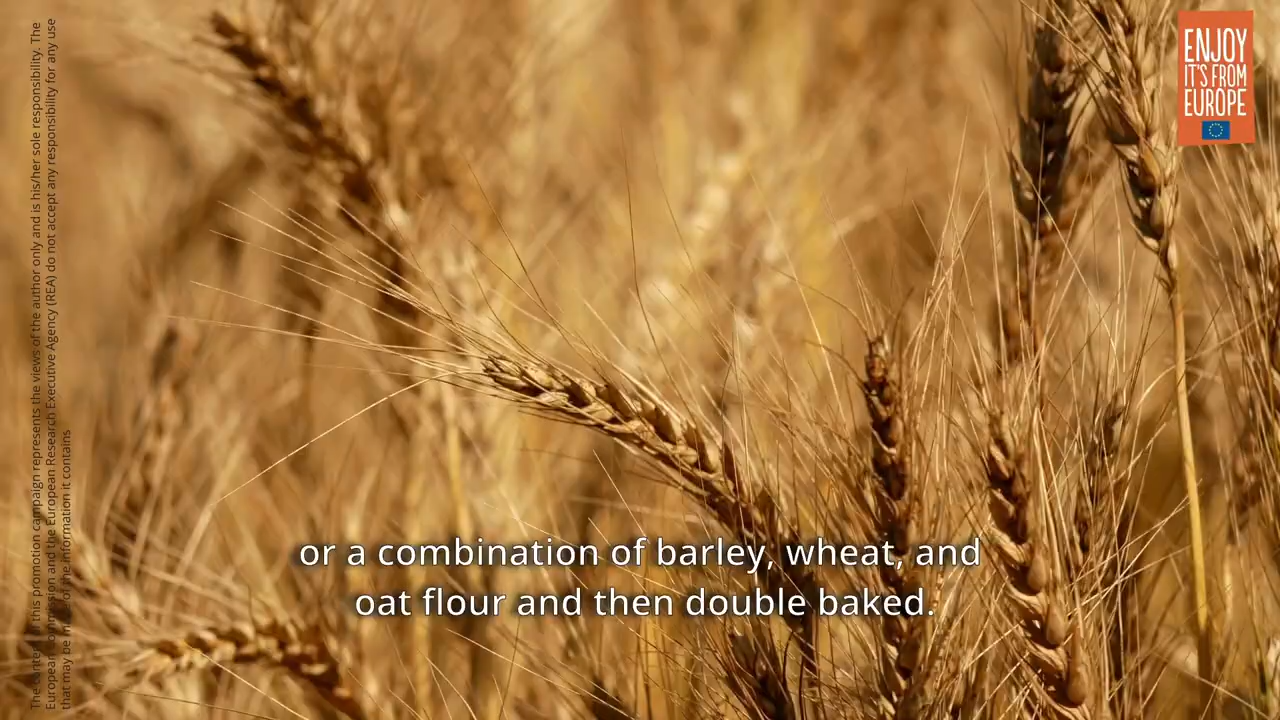 ENJOY
IT'S FROM
EUROPE
The content of this promotion campaign represents the views of the author only and is his/her sole responsibility. The
European Commission and the European Research Executive Agency (REA) do not accept any responsibility for any use
that may be made of the information it contains
or a combination of barley, wheat, and
oat flour and then double baked.